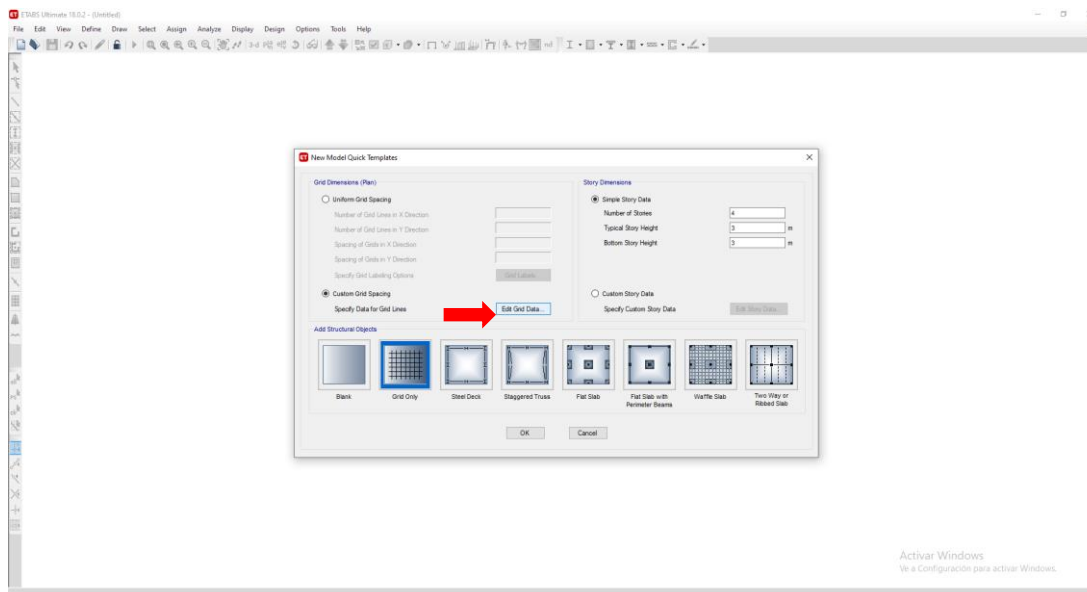 ETABS Ultimate 18.0.2 - (Untitled)
File Edit View Define Draw Select Assign Analyze Display Design Options Tools Help
3-d
nd
ET New Model Quick Templates
Grid Dimensions (Plan)
Uniform Grid Spacing
Number of Grid Lines in X Direction
Number of Grid Lines in Y Direction
Spacing of Grids in X Direction
Spacing of Grids in Y Direction
Specify Grid Labeling Options Grid Labels...
Custom Grid Spacing
Specify Data for Grid Lines Edit Grid Data...
Story Dimensions
Simple Story Data
Number of Stories 4
Typical Story Height 3 m
Bottom Story Height 3 m
Custom Story Data
Specify Custom Story Data Edit Story Data...
Add Structural Objects
Blank Grid Only Steel Deck Staggered Truss Flat Slab Flat Slab with Perimeter Beams Waffle Slab Two Way or Ribbed Slab
OK Cancel
Activar Windows
Ve a Configuración para activar Windows.